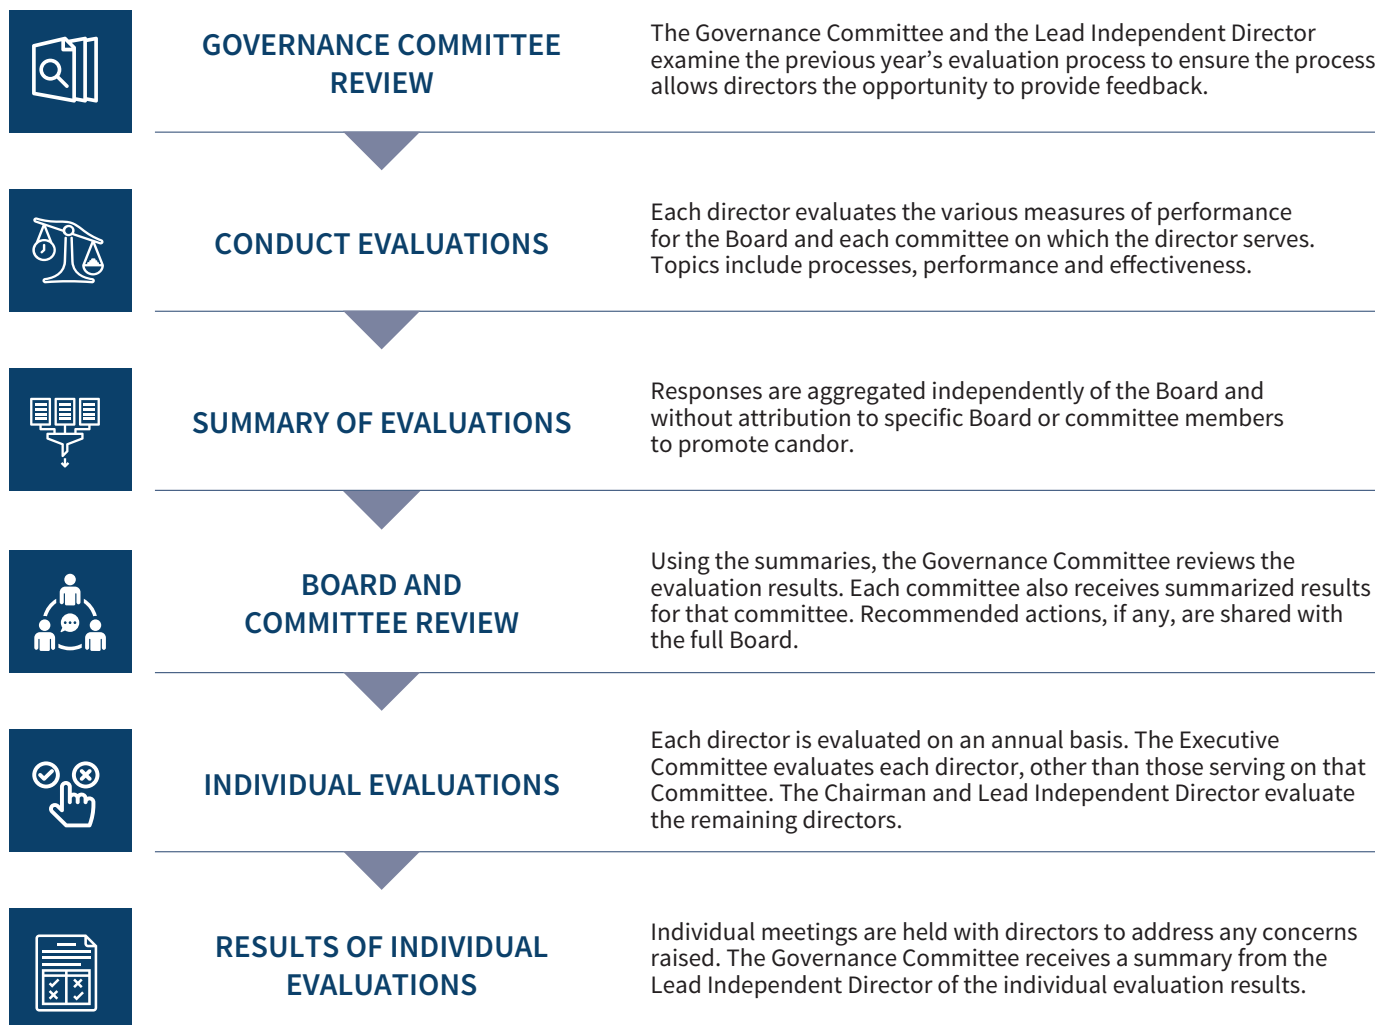 GOVERNANCE COMMITTEE
REVIEW
The Governance Committee and the Lead Independent Director
examine the previous year’s evaluation process to ensure the process
allows directors the opportunity to provide feedback.
CONDUCT EVALUATIONS
Each director evaluates the various measures of performance
for the Board and each committee on which the director serves.
Topics include processes, performance and effectiveness.
SUMMARY OF EVALUATIONS
Responses are aggregated independently of the Board and
without attribution to specific Board or committee members
to promote candor.
BOARD AND
COMMITTEE REVIEW
Using the summaries, the Governance Committee reviews the
evaluation results. Each committee also receives summarized results
for that committee. Recommended actions, if any, are shared with
the full Board.
INDIVIDUAL EVALUATIONS
Each director is evaluated on an annual basis. The Executive
Committee evaluates each director, other than those serving on that
Committee. The Chairman and Lead Independent Director evaluate
the remaining directors.
RESULTS OF INDIVIDUAL
EVALUATIONS
Individual meetings are held with directors to address any concerns
raised. The Governance Committee receives a summary from the
Lead Independent Director of the individual evaluation results.